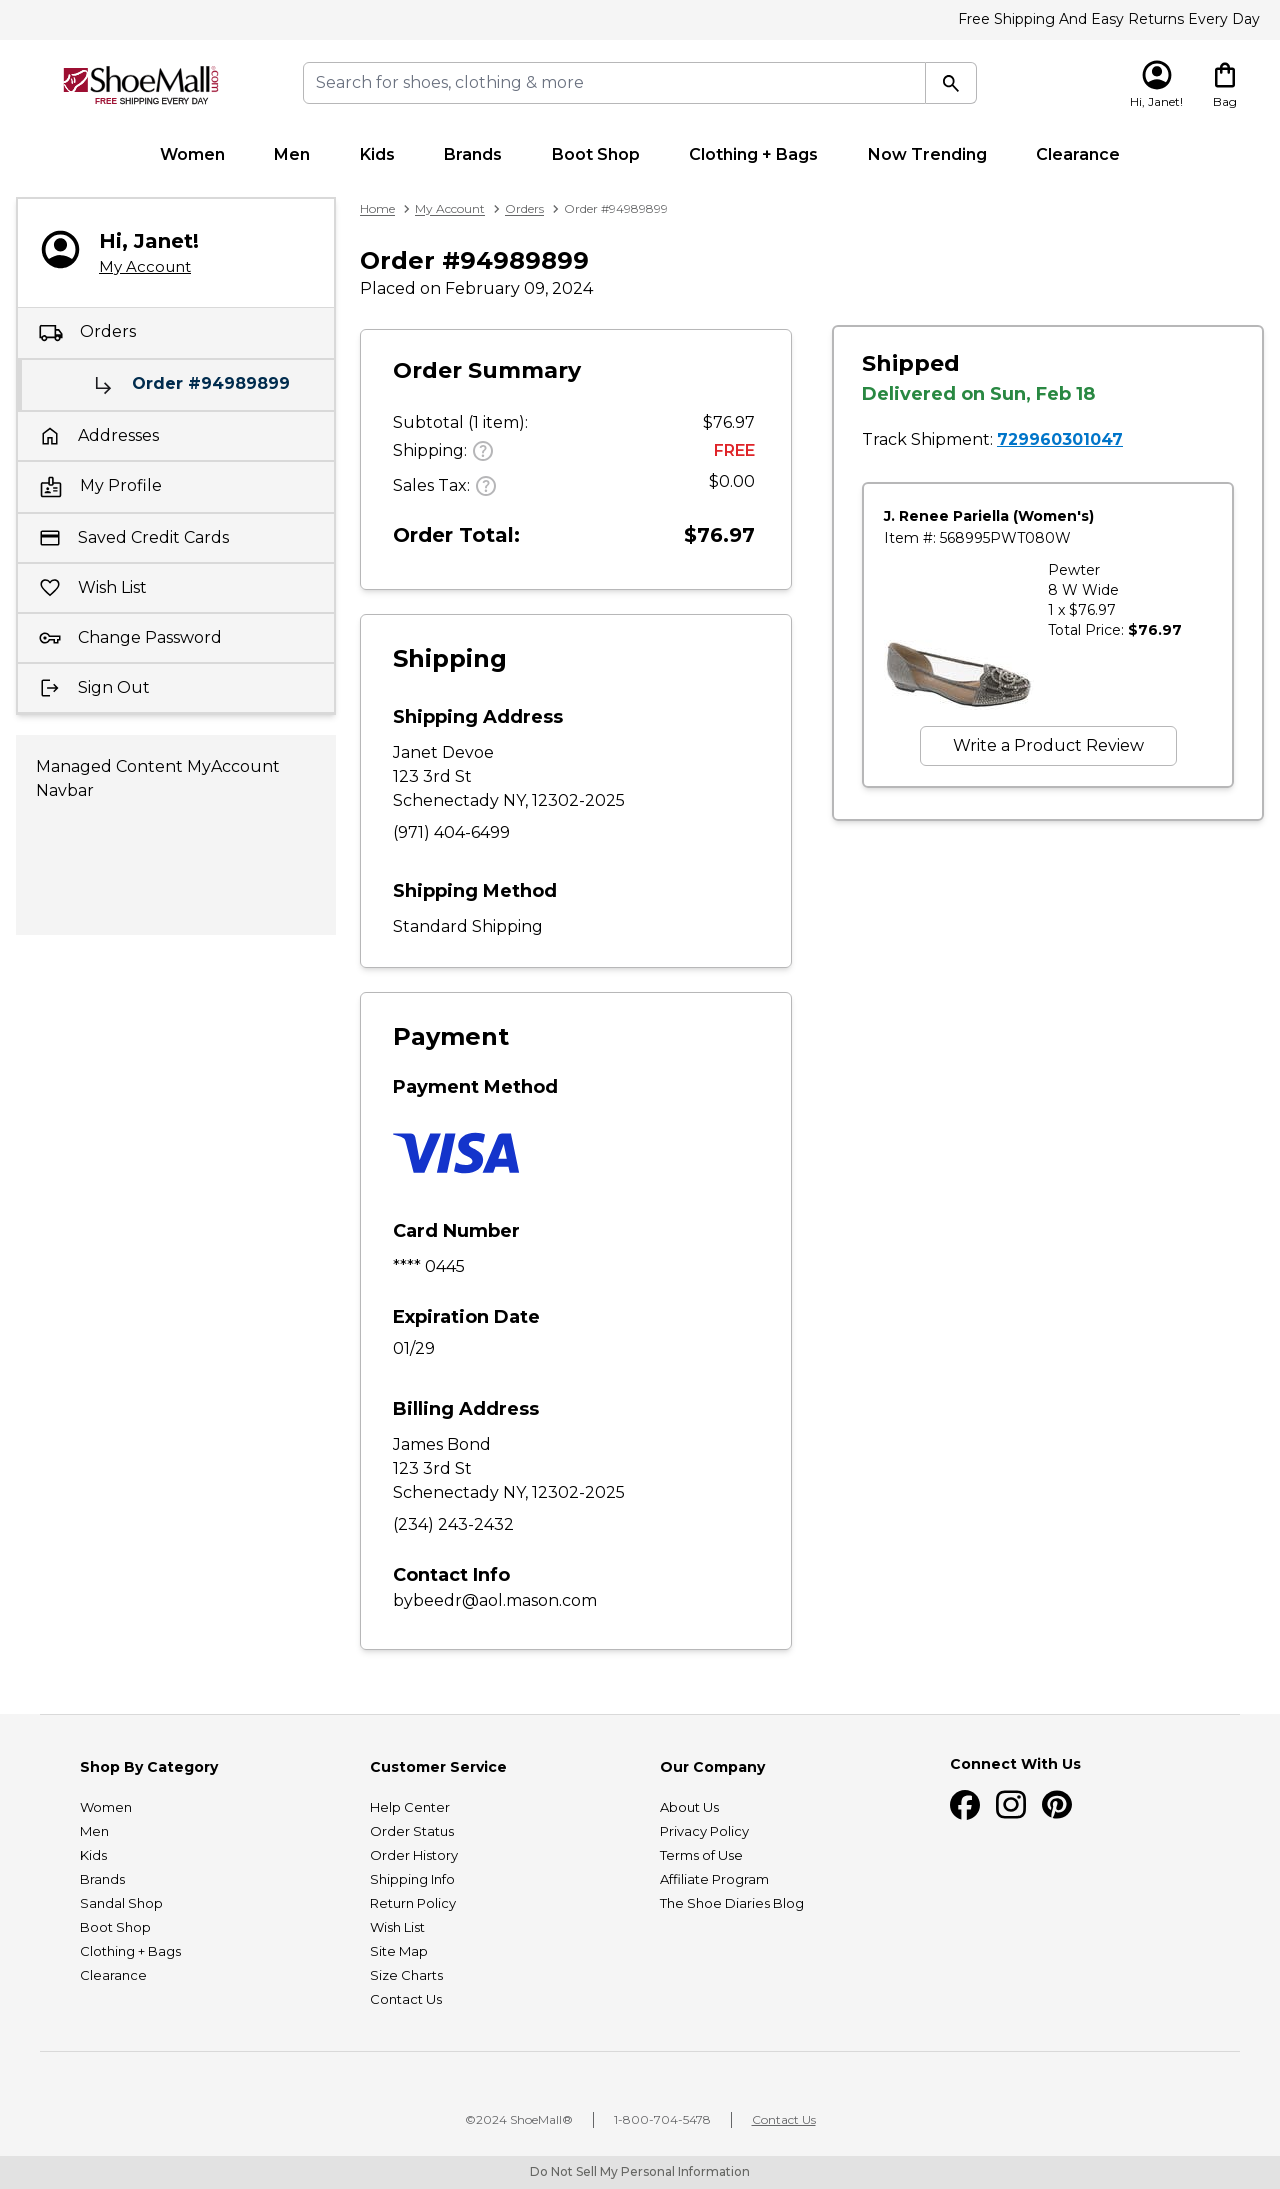 Free Shipping And Easy Returns Every Day
ShoeMall.com
FREE SHIPPING EVERY DAY
Search for shoes, clothing & more
Hi, Janet!
Bag
Women
Men
Kids
Brands
Boot Shop
Clothing + Bags
Now Trending
Clearance
Hi, Janet!
My Account
Orders
Order #94989899
Addresses
My Profile
Saved Credit Cards
Wish List
Change Password
Sign Out
Managed Content MyAccount
Navbar
Home > My Account > Orders > Order #94989899
Order #94989899
Placed on February 09, 2024
Order Summary
Subtotal (1 item): $76.97
Shipping: ? FREE
Sales Tax: ? $0.00
Order Total: $76.97
Shipping
Shipping Address
Janet Devoe
123 3rd St
Schenectady NY, 12302-2025
(971) 404-6499
Shipping Method
Standard Shipping
Payment
Payment Method
VISA
Card Number
**** 0445
Expiration Date
01/29
Billing Address
James Bond
123 3rd St
Schenectady NY, 12302-2025
(234) 243-2432
Contact Info
bybeedr@aol.mason.com
Shipped
Delivered on Sun, Feb 18
Track Shipment: 729960301047
J. Renee Pariella (Women's)
Item #: 568995PWT080W
Pewter
8 W Wide
1 x $76.97
Total Price: $76.97
Write a Product Review
Shop By Category
Women
Men
Kids
Brands
Sandal Shop
Boot Shop
Clothing + Bags
Clearance
Customer Service
Help Center
Order Status
Order History
Shipping Info
Return Policy
Wish List
Site Map
Size Charts
Contact Us
Our Company
About Us
Privacy Policy
Terms of Use
Affiliate Program
The Shoe Diaries Blog
Connect With Us
©2024 ShoeMall®
1-800-704-5478
Contact Us
Do Not Sell My Personal Information